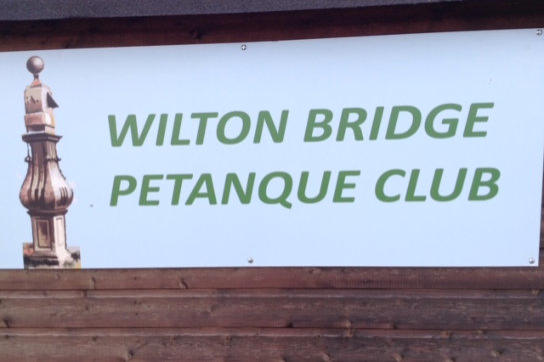 WILTON BRIDGE
PETANQUE CLUB